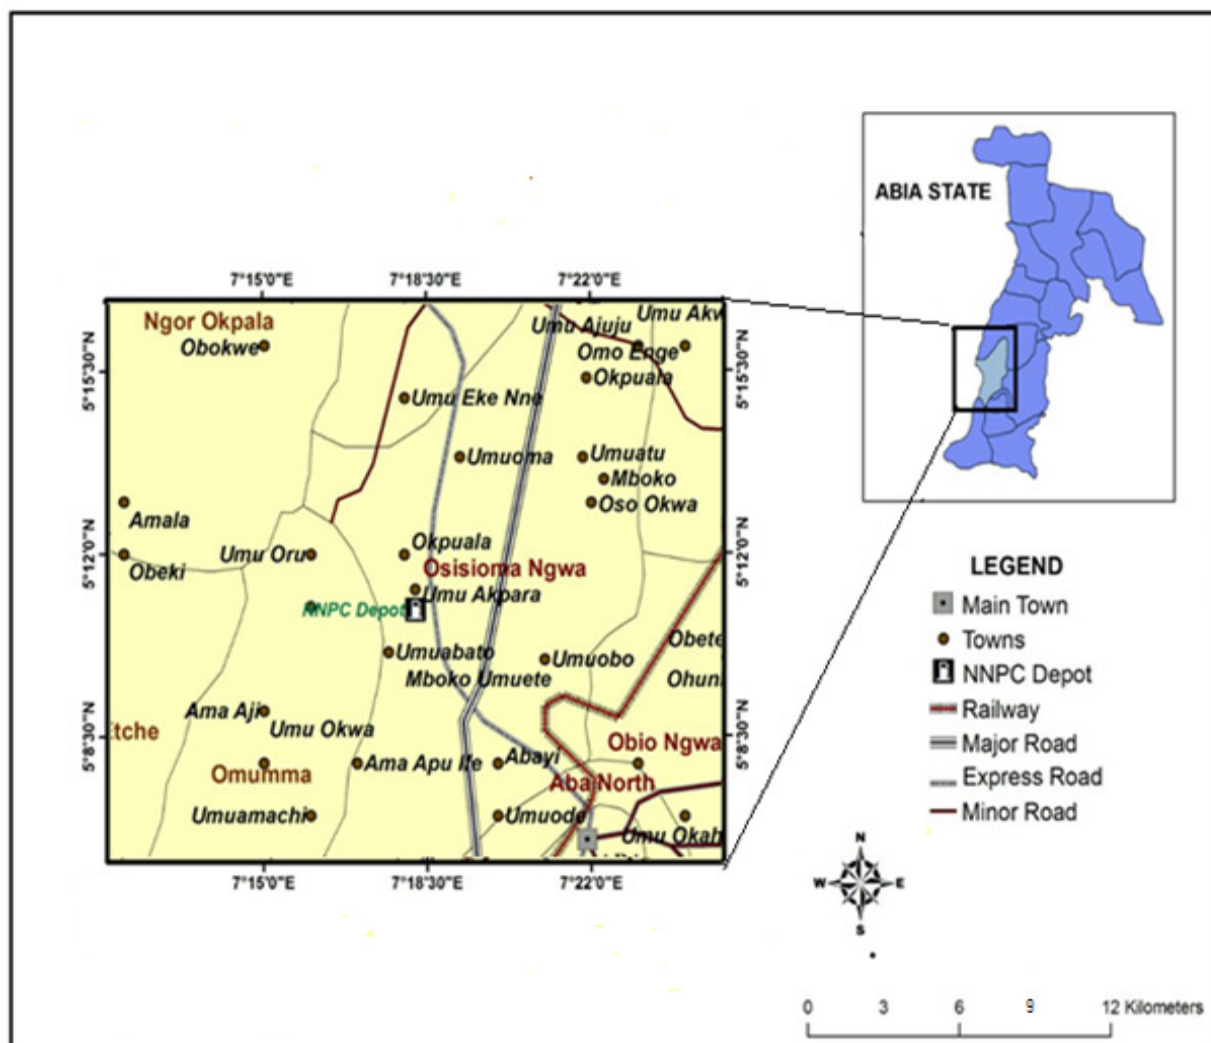 ABIA STATE
7°15'0"E 7°18'30"E 7°22'0"E
Ngor Okpala
Obokwe
Umu Ajuju
Umu Akw
Omo Enge
Okpuala
5°15'30"N
5°15'30"N
Umu Eke Nne
Umuoma
Umuatu
Mboko
Oso Okwa
Amala
Obeki
Umu Oru
Okpuala
Osisioma Ngwa
Umu Akpara
NNPC Depot
5°12'0"N
5°12'0"N
Umuabato
Umuobo
Obete
Mboko Umuete
Ohun
Ama Aji
Umu Okwa
Etche
Obio Ngwa
5°8'30"N
5°8'30"N
Omumma
Ama Apu Ife
Abayi
Aba North
Umuamachi
Umuode
Umu Okah
7°15'0"E 7°18'30"E 7°22'0"E
LEGEND
Main Town
Towns
NNPC Depot
Railway
Major Road
Express Road
Minor Road
N
W E
S
0 3 6 9 12 Kilometers